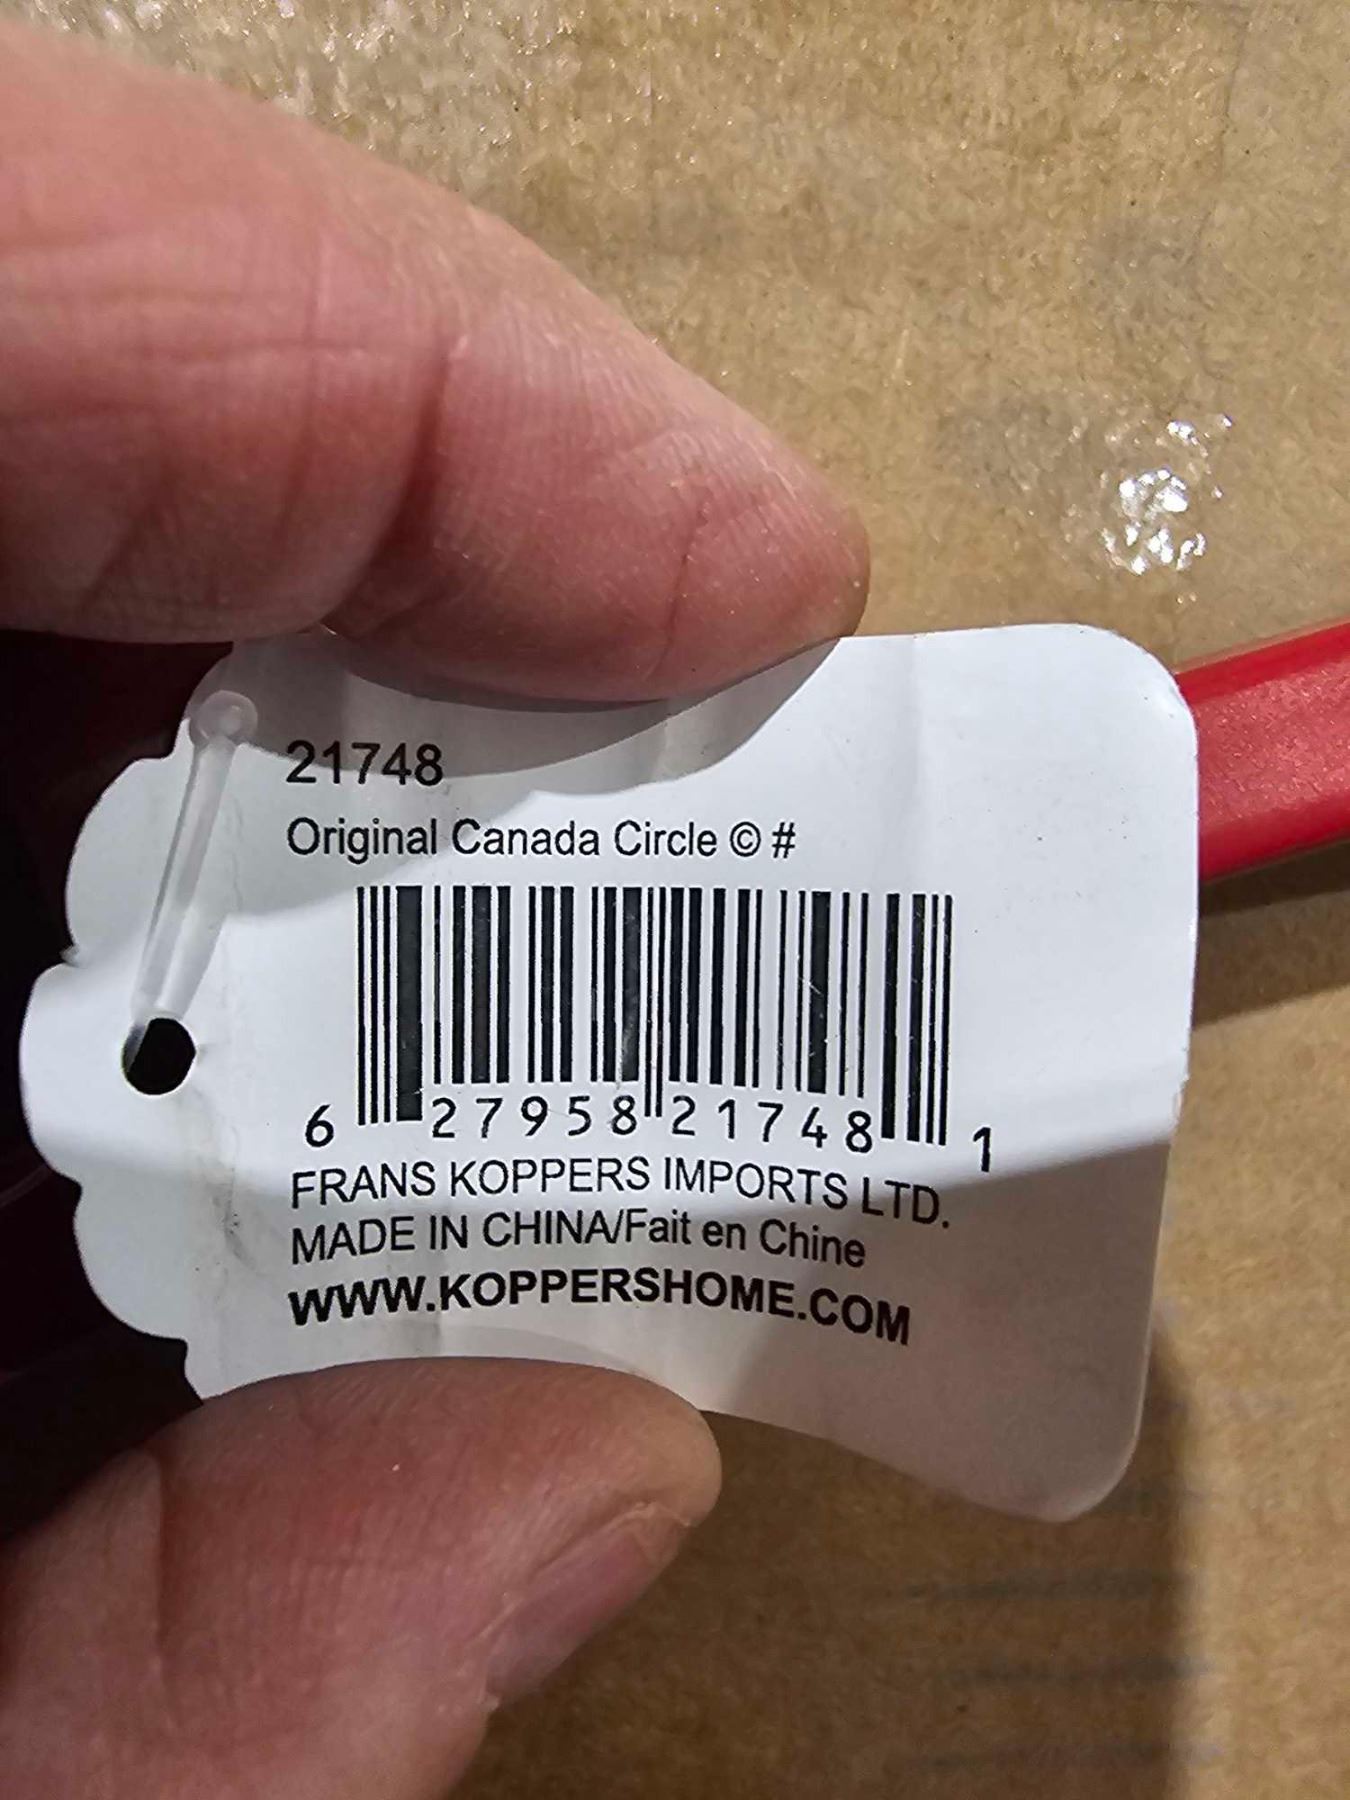 21748
Original Canada Circle © #
6 27958 21748 1
FRANS KOPPERS IMPORTS LTD.
MADE IN CHINA/Fait en Chine
WWW.KOPPERSHOME.COM